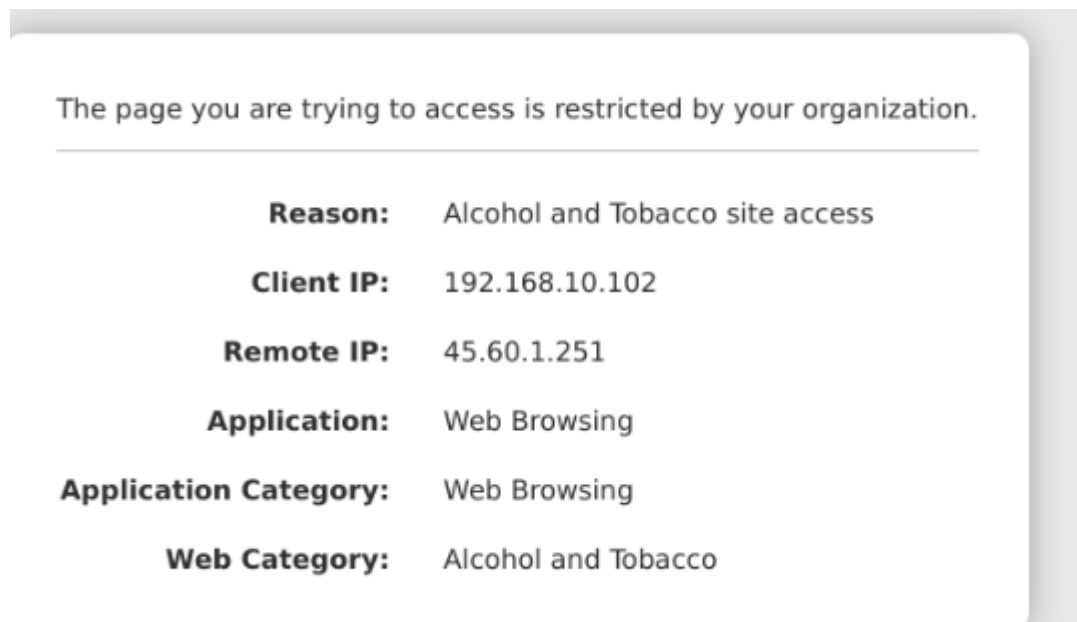 The page you are trying to access is restricted by your organization.
Reason: Alcohol and Tobacco site access
Client IP: 192.168.10.102
Remote IP: 45.60.1.251
Application: Web Browsing
Application Category: Web Browsing
Web Category: Alcohol and Tobacco